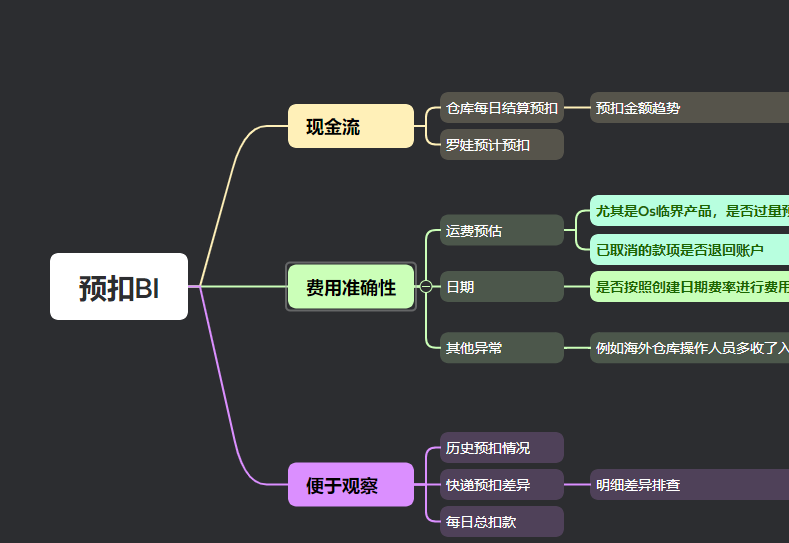 预扣BI
现金流
仓库每日结算预扣
预扣金额趋势
罗娃预计预扣
费用准确性
运费预估
尤其是Os临界产品，是否过量预
已取消的款项是否退回账户
日期
是否按照创建日期费率进行费用
其他异常
例如海外仓库操作人员多收了入
便于观察
历史预扣情况
快递预扣差异
明细差异排查
每日总扣款